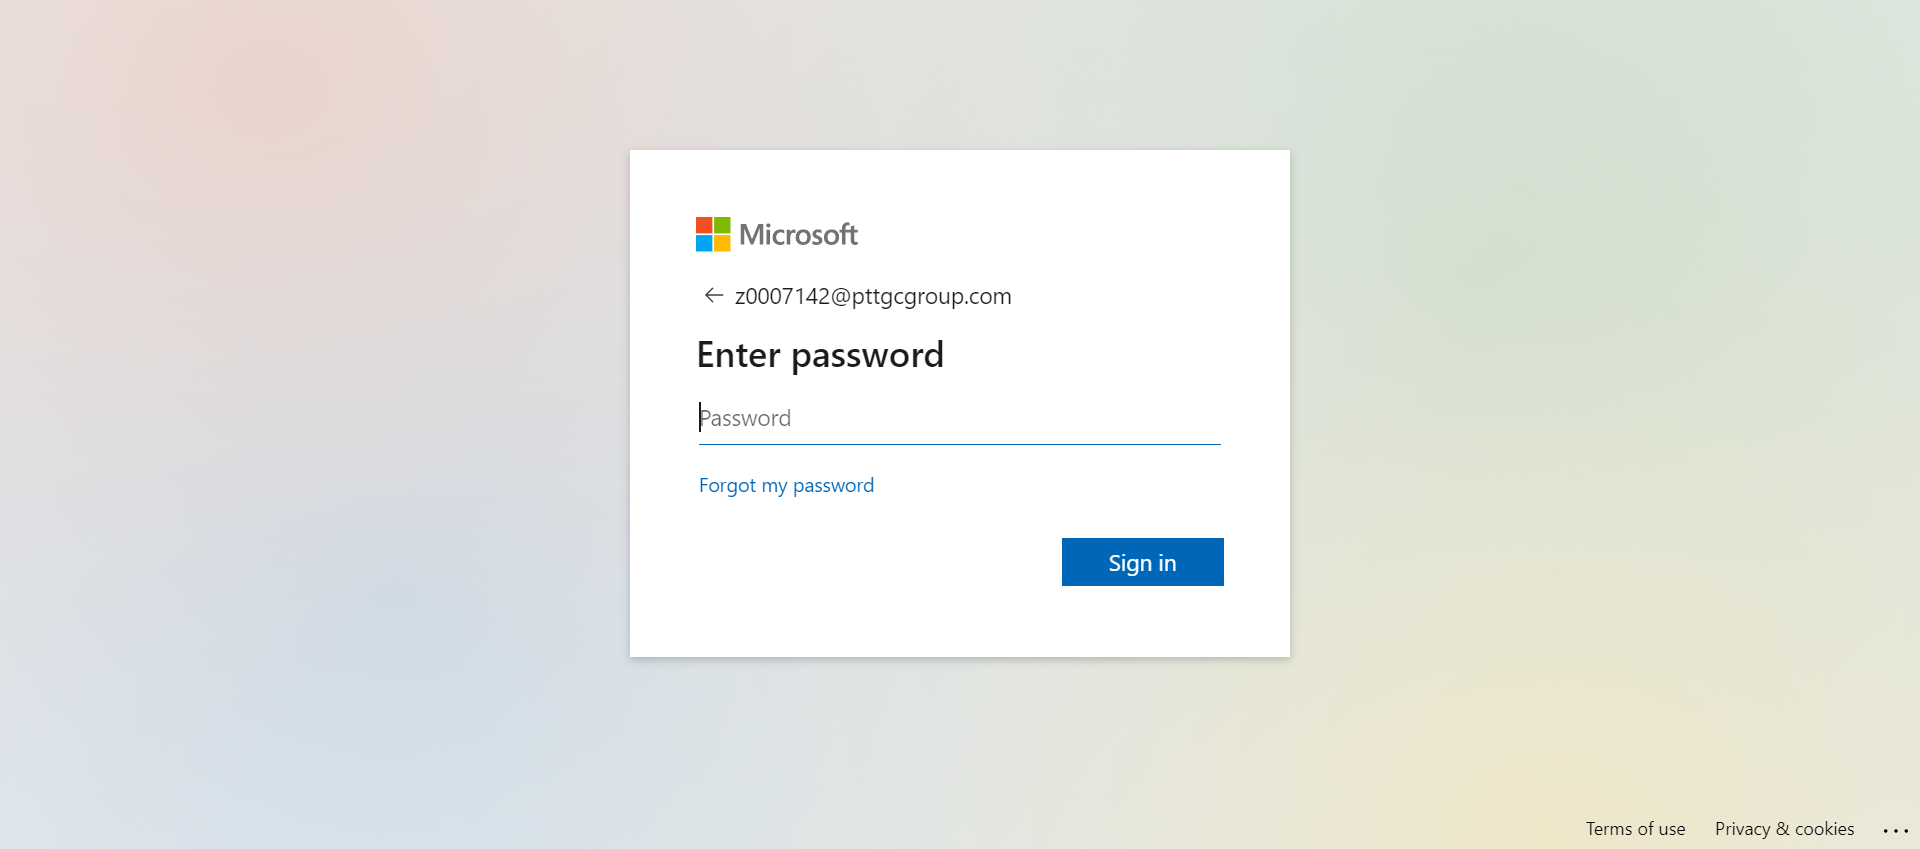 Microsoft
z0007142@pttgcgroup.com
Enter password
Password
Forgot my password
Sign in
Terms of use Privacy & cookies ...